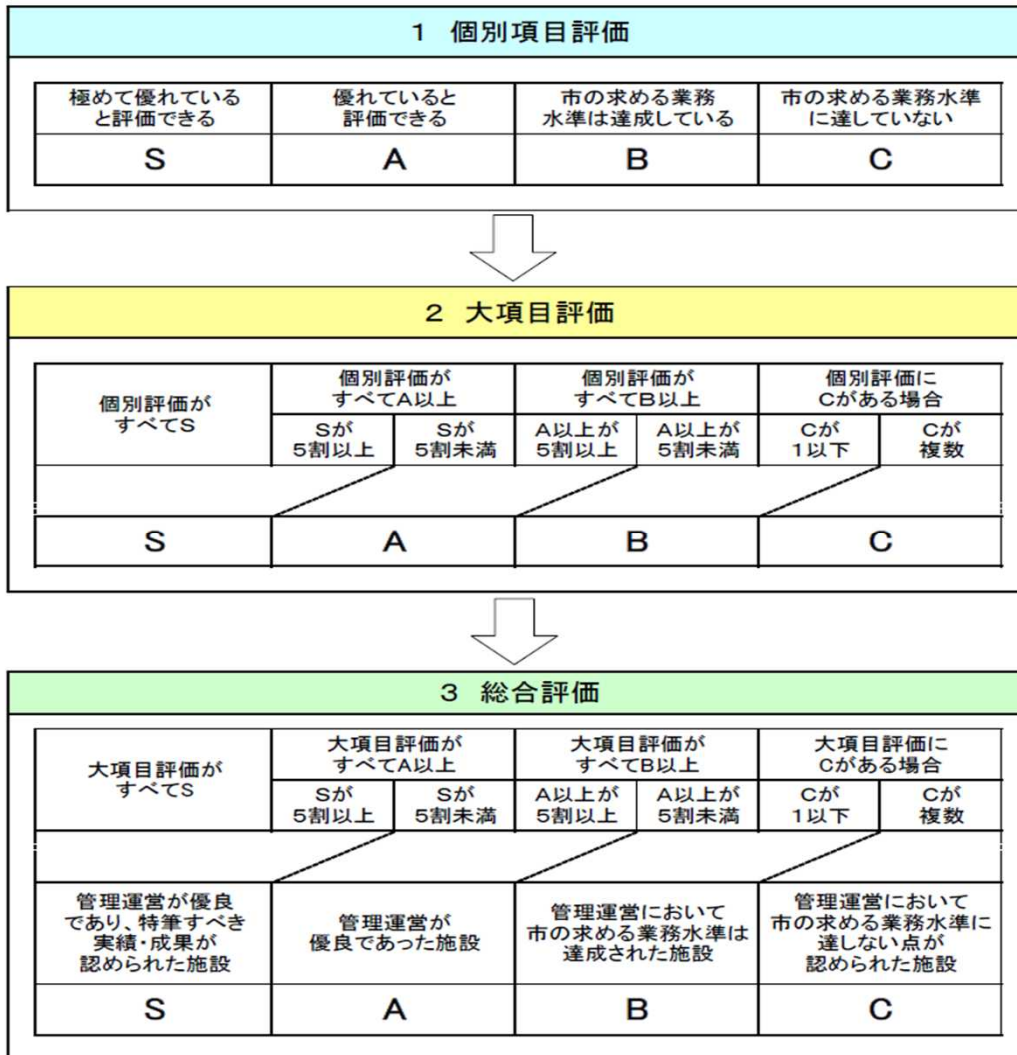 1 個別項目評価
極めて優れている
と評価できる
優れていると
評価できる
市の求める業務
水準は達成している
市の求める業務水準
に達していない
S
A
B
C
2 大項目評価
個別評価が
すべてS
個別評価が
すべてA以上
個別評価が
すべてB以上
個別評価に
Cがある場合
Sが
5割以上
Sが
5割未満
A以上が
5割以上
A以上が
5割未満
Cが
1以下
Cが
複数
S
A
B
C
3 総合評価
大項目評価が
すべてS
大項目評価が
すべてA以上
大項目評価が
すべてB以上
大項目評価に
Cがある場合
Sが
5割以上
Sが
5割未満
A以上が
5割以上
A以上が
5割未満
Cが
1以下
Cが
複数
管理運営が優良
であり、特筆すべき
実績・成果が
認められた施設
管理運営が
優良であった施設
管理運営において
市の求める業務水準は
達成された施設
管理運営において
市の求める業務水準に
達しない点が
認められた施設
S
A
B
C